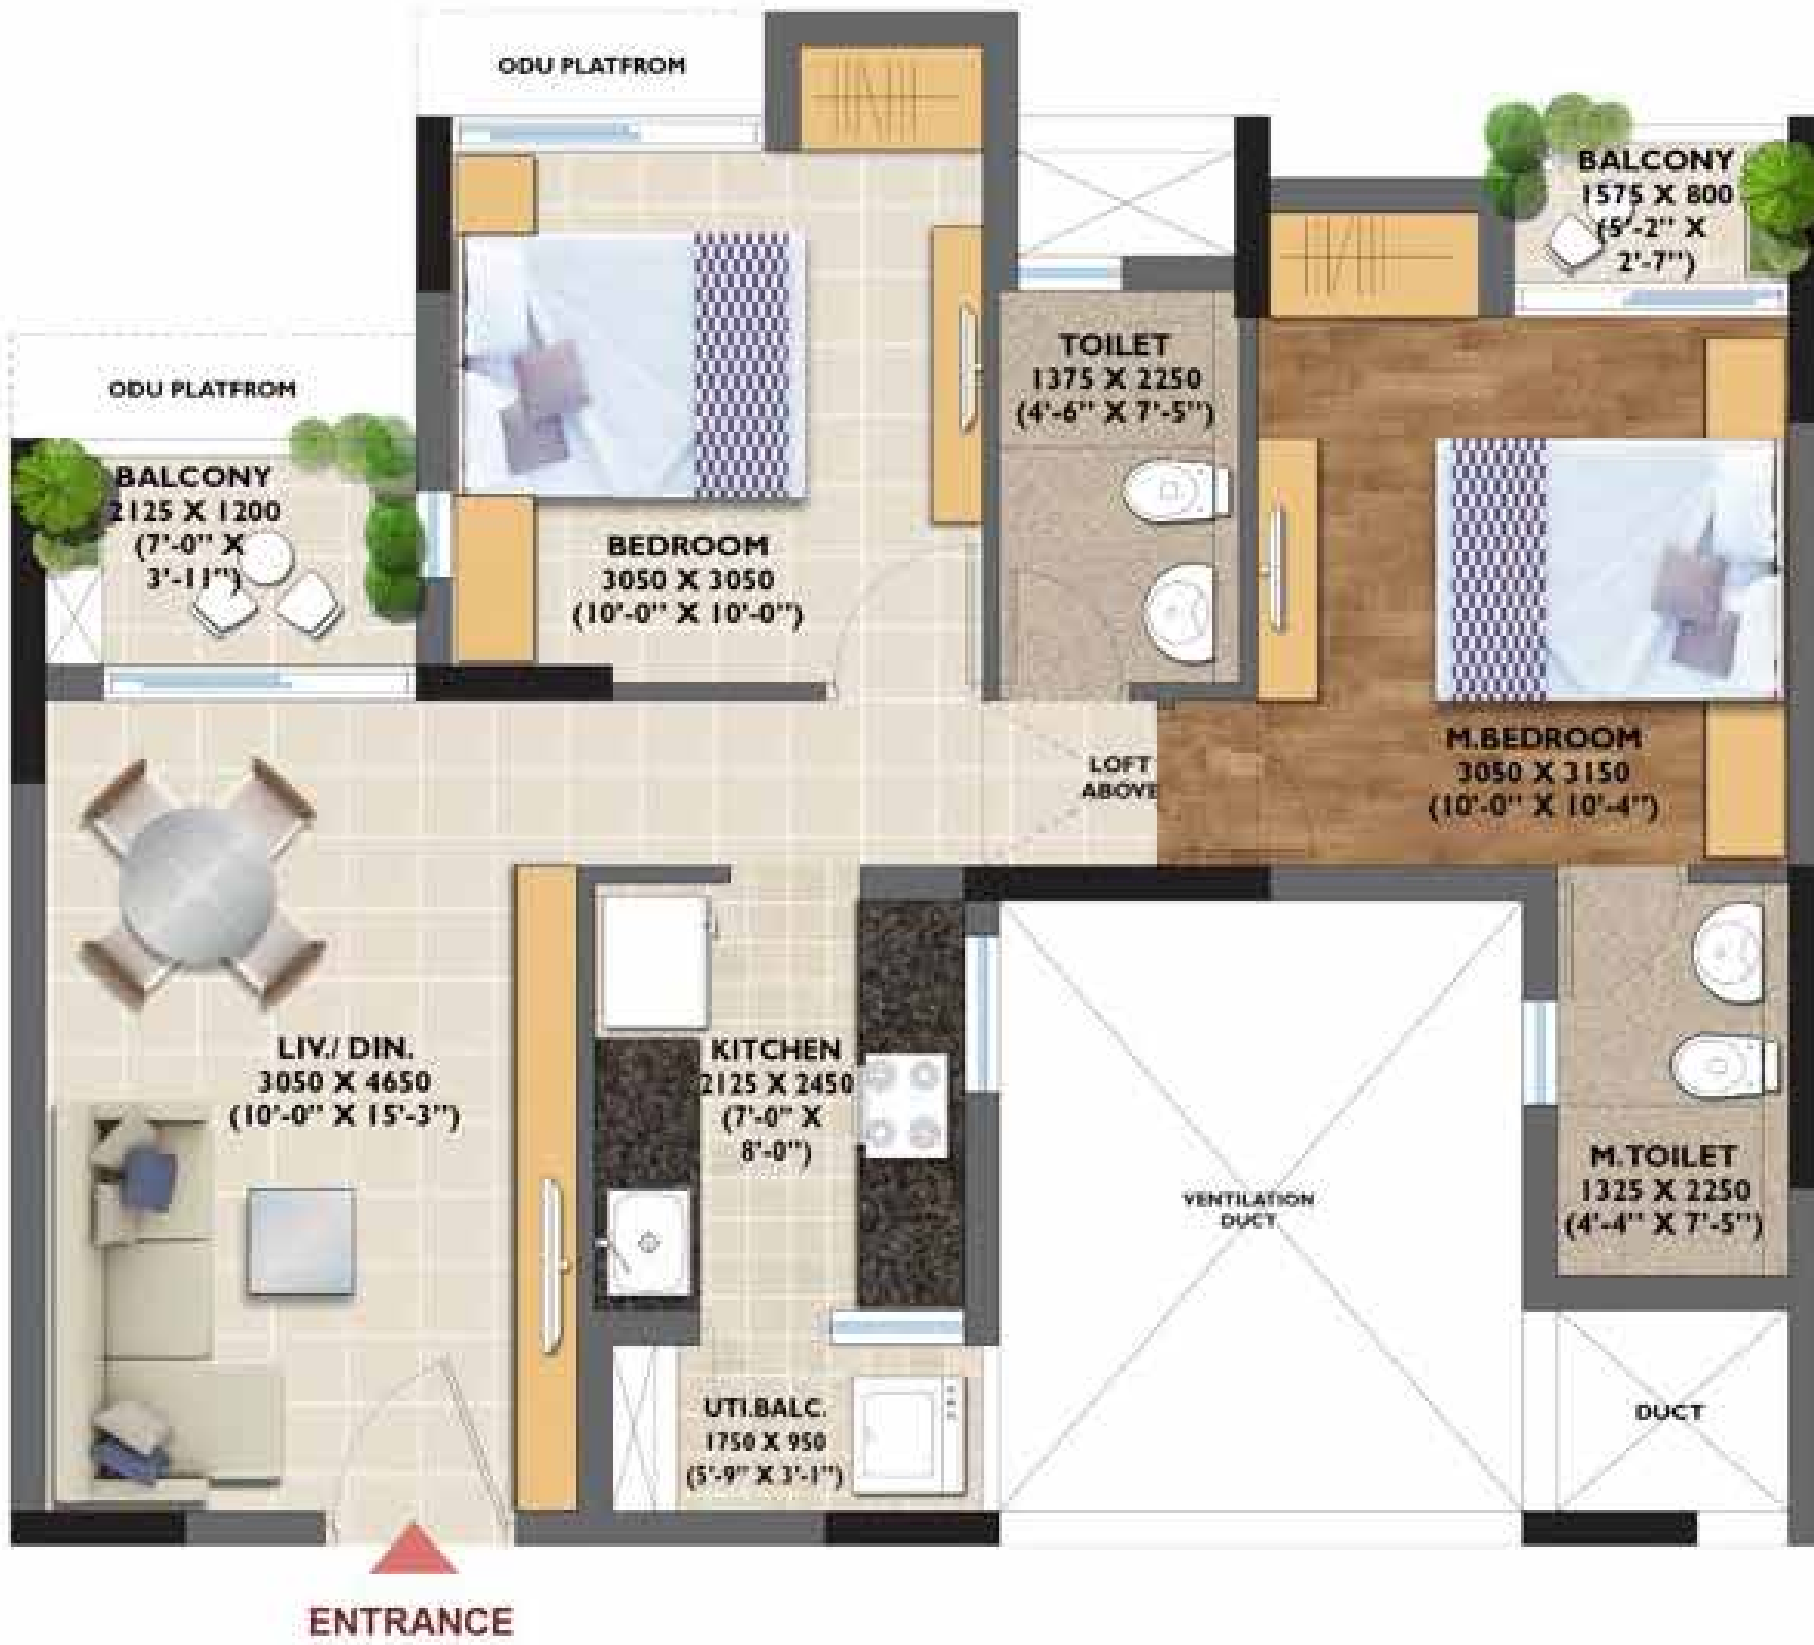 ODU PLATFROM
BALCONY
1575 X 800
(5'-2" X
2'-7")
TOILET
1375 X 2250
(4'-6" X 7'-5")
ODU PLATFROM
BALCONY
2125 X 1200
(7'-0" X
3'-11")
BEDROOM
3050 X 3050
(10'-0" X 10'-0")
M.BEDROOM
3050 X 3150
(10'-0" X 10'-4")
LOFT
ABOVE
LIV./ DIN.
3050 X 4650
(10'-0" X 15'-3")
KITCHEN
2125 X 2450
(7'-0" X
8'-0")
VENTILATION
DUCT
M.TOILET
1325 X 2250
(4'-4" X 7'-5")
UTI.BALC.
1750 X 950
(5'-9" X 3'-1")
DUCT
ENTRANCE